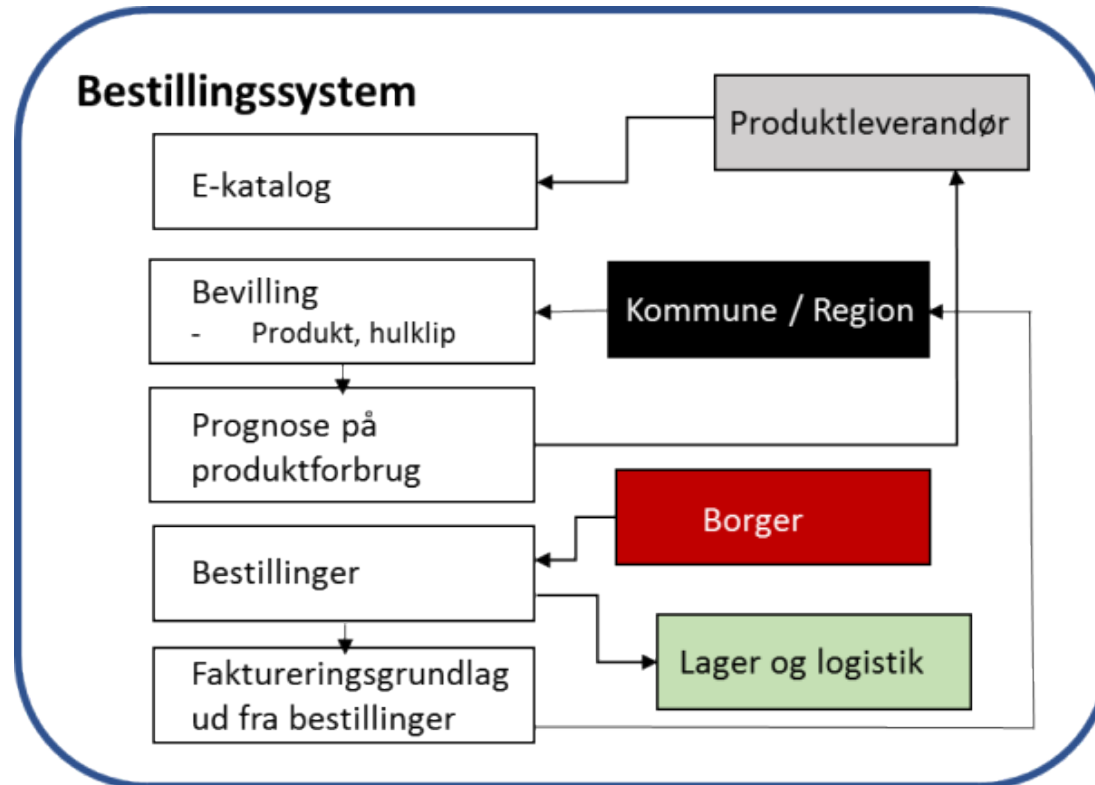 Bestillingssystem
Produktleverandør
E-katalog
Bevilling
- Produkt, hulklip
Kommune / Region
Prognose på
produktforbrug
Borger
Bestillinger
Lager og logistik
Faktureringsgrundlag
ud fra bestillinger